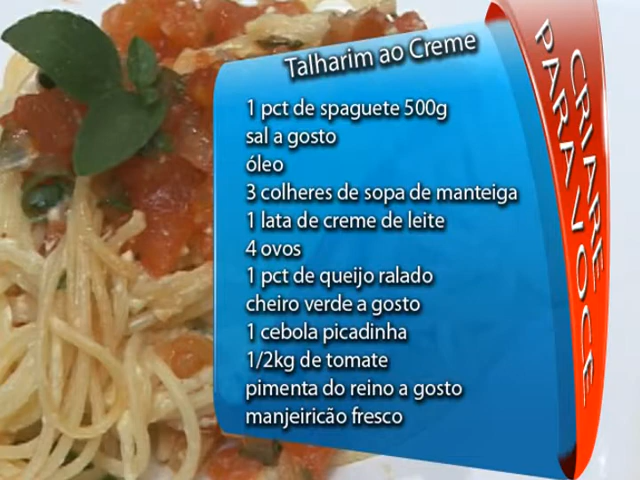 Talharim ao Creme
1 pct de spaguete 500g
sal a gosto
óleo
3 colheres de sopa de manteiga
1 lata de creme de leite
4 ovos
1 pct de queijo ralado
cheiro verde a gosto
1 cebola picadinha
1/2kg de tomate
pimenta do reino a gosto
manjeiricão fresco
CRIARE
PARA VOCE